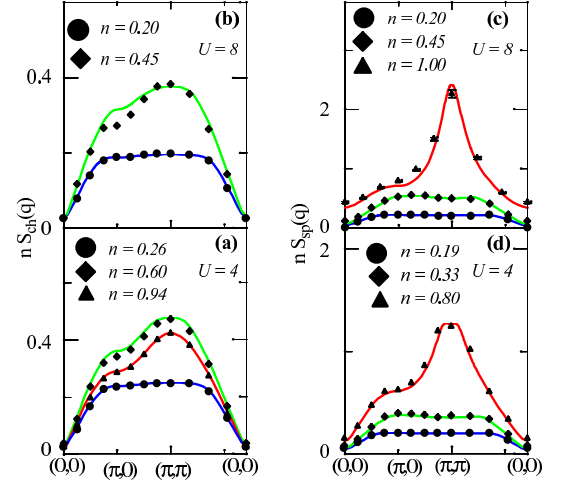 (b)
n = 0.20
n = 0.45
U = 8
0.4
0
n S_ch(q)
(a)
n = 0.26
n = 0.60
n = 0.94
U = 4
0.4
0
(0,0) (π,0) (π,π) (0,0)
(c)
n = 0.20
n = 0.45
n = 1.00
U = 8
2
0
n S_sp(q)
(d)
n = 0.19
n = 0.33
n = 0.80
U = 4
2
0
(0,0) (π,0) (π,π) (0,0)